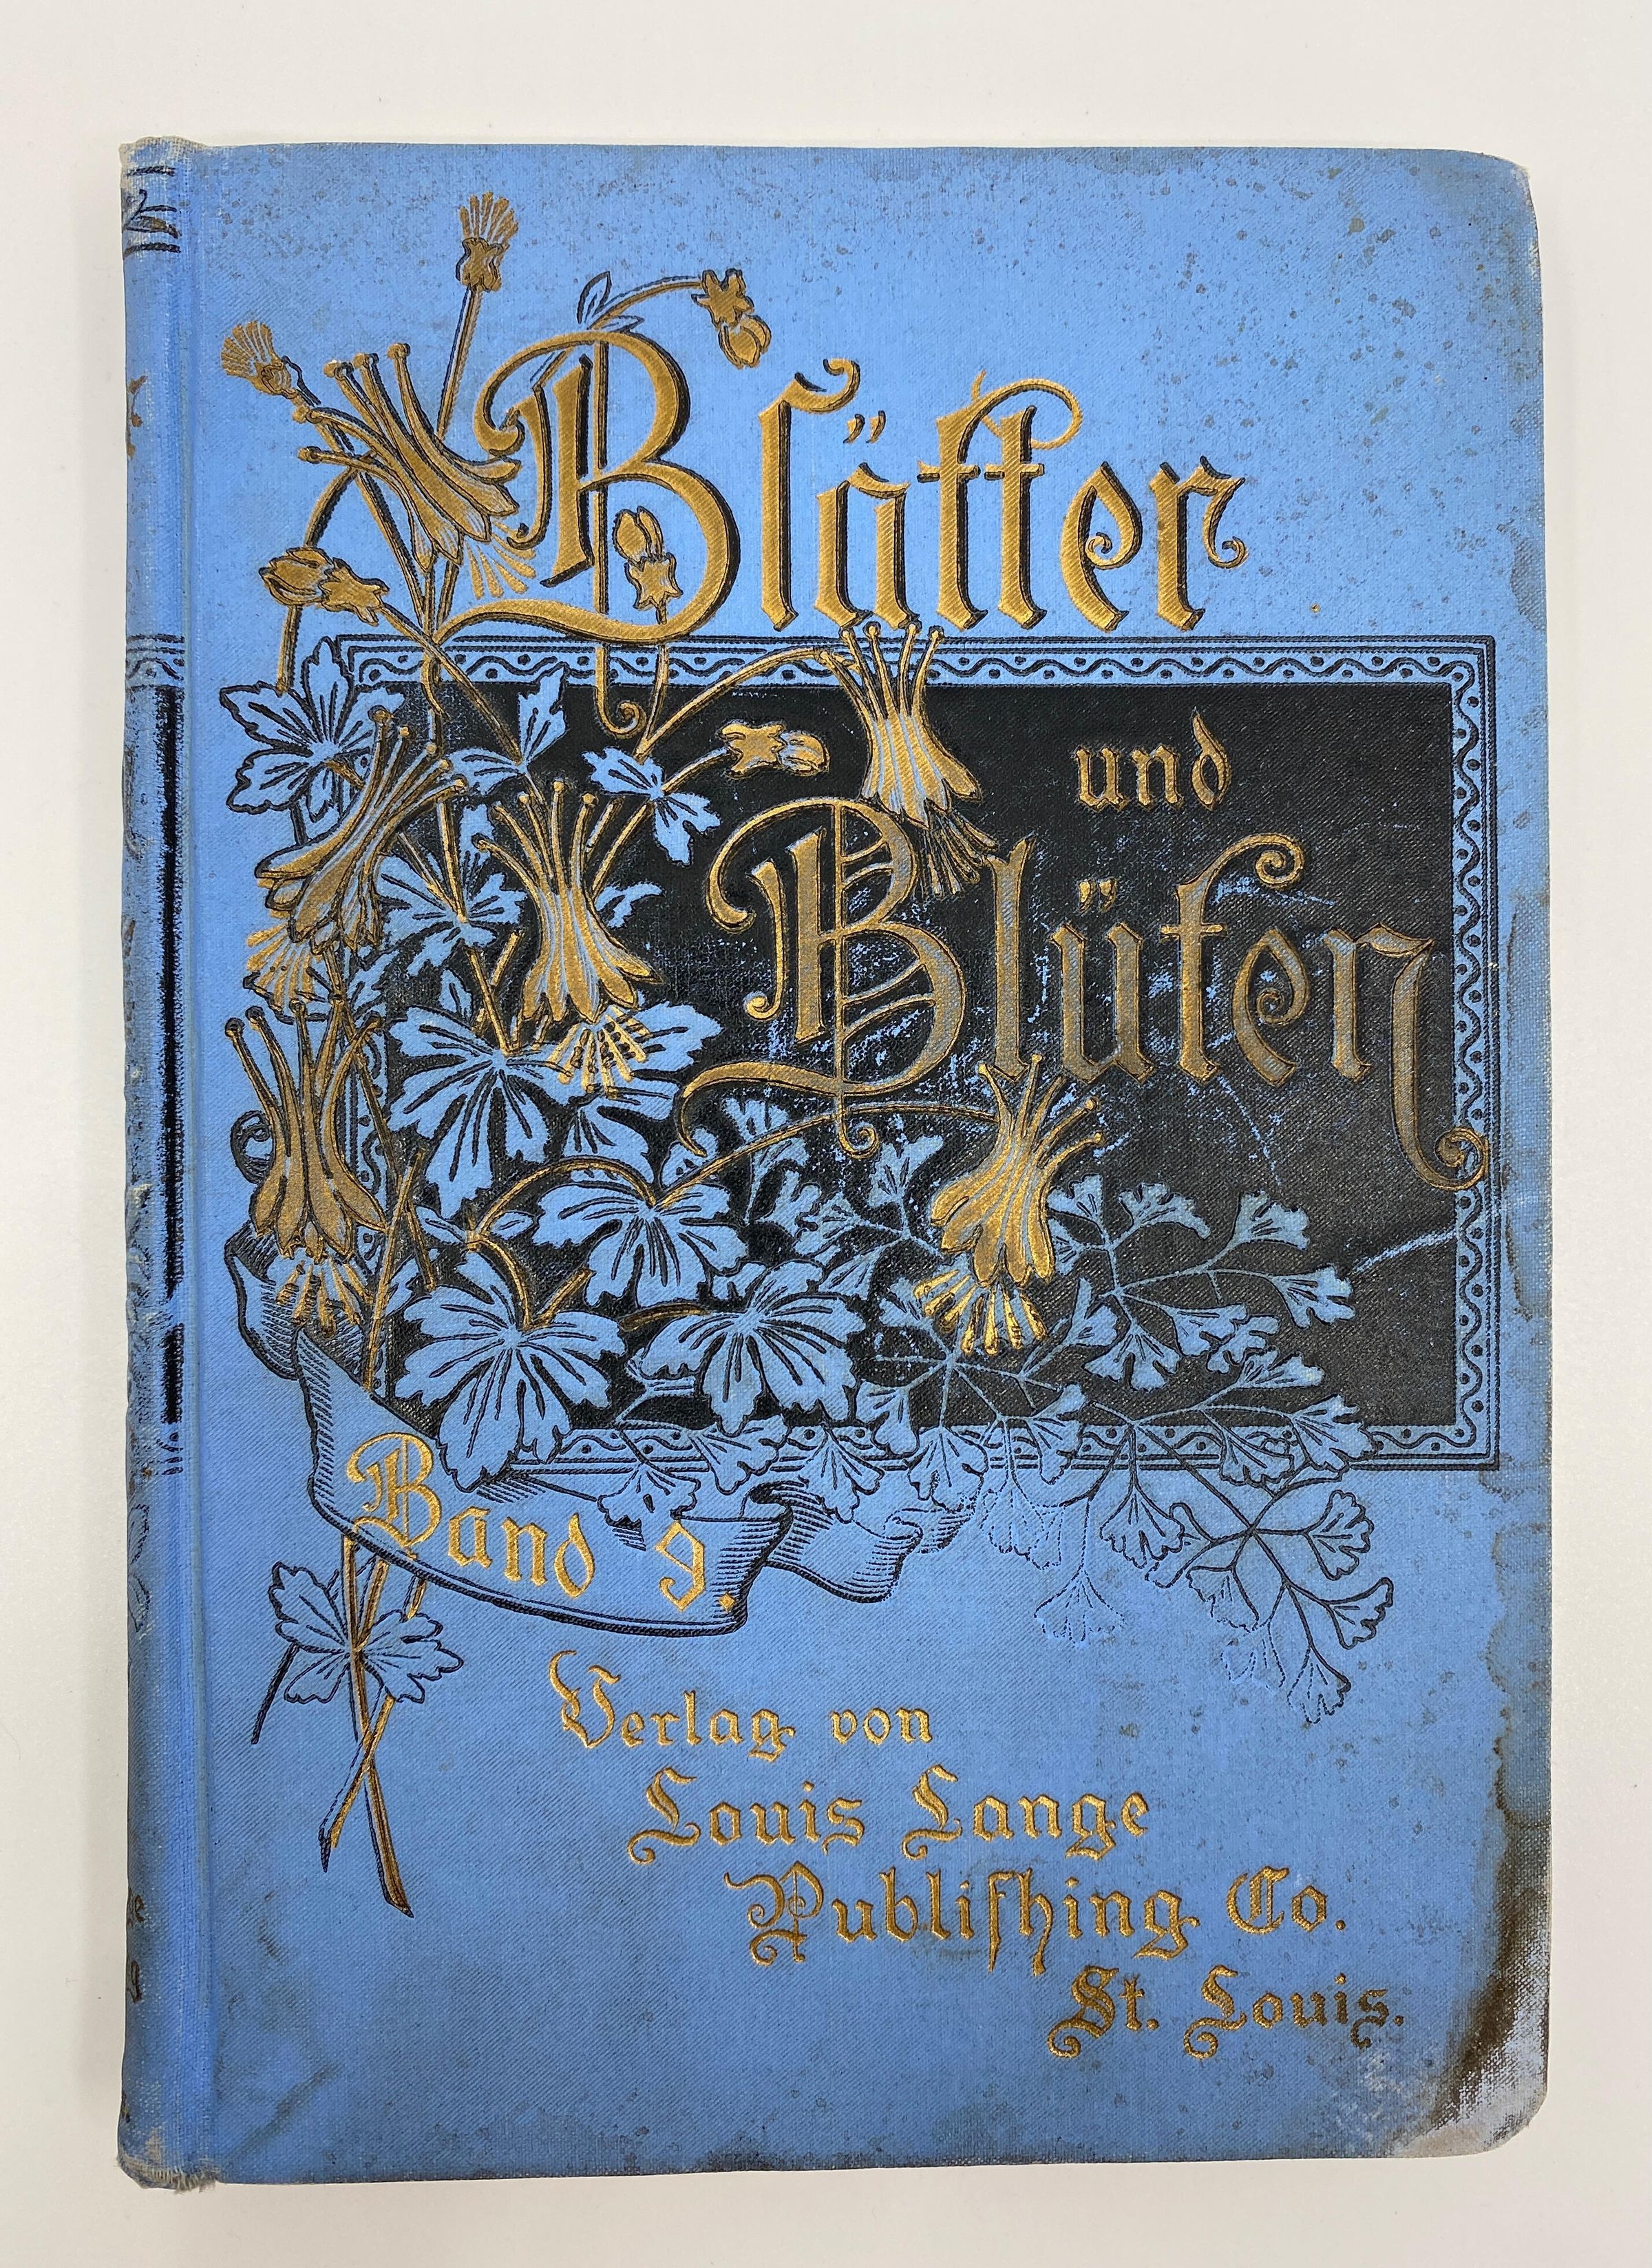 Blätter
und
Blüten
Band 9.
Verlag von
Louis Lange
Publiſhing Co.
St. Louis.